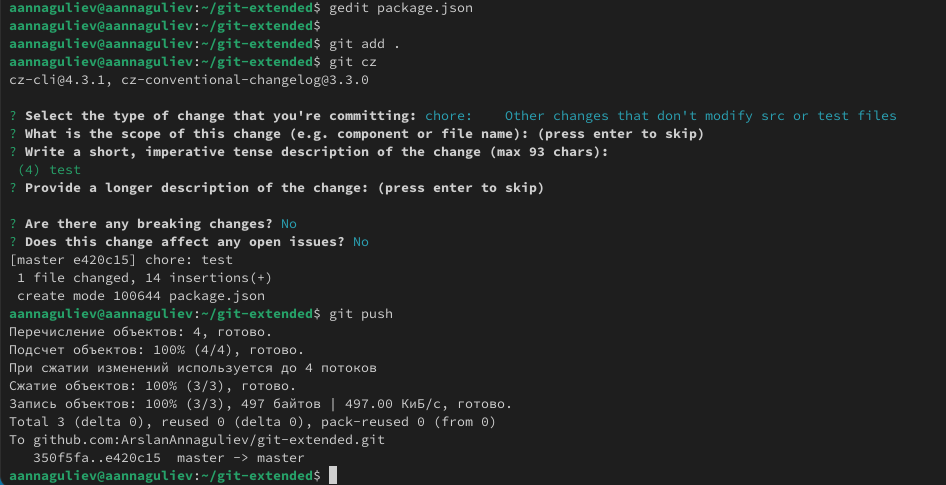 aannaguliev@aannaguliev:~/git-extended$ gedit package.json
aannaguliev@aannaguliev:~/git-extended$
aannaguliev@aannaguliev:~/git-extended$ git add .
aannaguliev@aannaguliev:~/git-extended$ git cz
cz-cli@4.3.1, cz-conventional-changelog@3.3.0
? Select the type of change that you're committing: chore:    Other changes that don't modify src or test files
? What is the scope of this change (e.g. component or file name): (press enter to skip)
? Write a short, imperative tense description of the change (max 93 chars):
 (4) test
? Provide a longer description of the change: (press enter to skip)
? Are there any breaking changes? No
? Does this change affect any open issues? No
[master e420c15] chore: test
 1 file changed, 14 insertions(+)
 create mode 100644 package.json
aannaguliev@aannaguliev:~/git-extended$ git push
Перечисление объектов: 4, готово.
Подсчет объектов: 100% (4/4), готово.
При сжатии изменений используется до 4 потоков
Сжатие объектов: 100% (3/3), готово.
Запись объектов: 100% (3/3), 497 байтов | 497.00 КиБ/с, готово.
Total 3 (delta 0), reused 0 (delta 0), pack-reused 0 (from 0)
To github.com:ArslanAnnaguliev/git-extended.git
   350f5fa..e420c15  master -> master
aannaguliev@aannaguliev:~/git-extended$